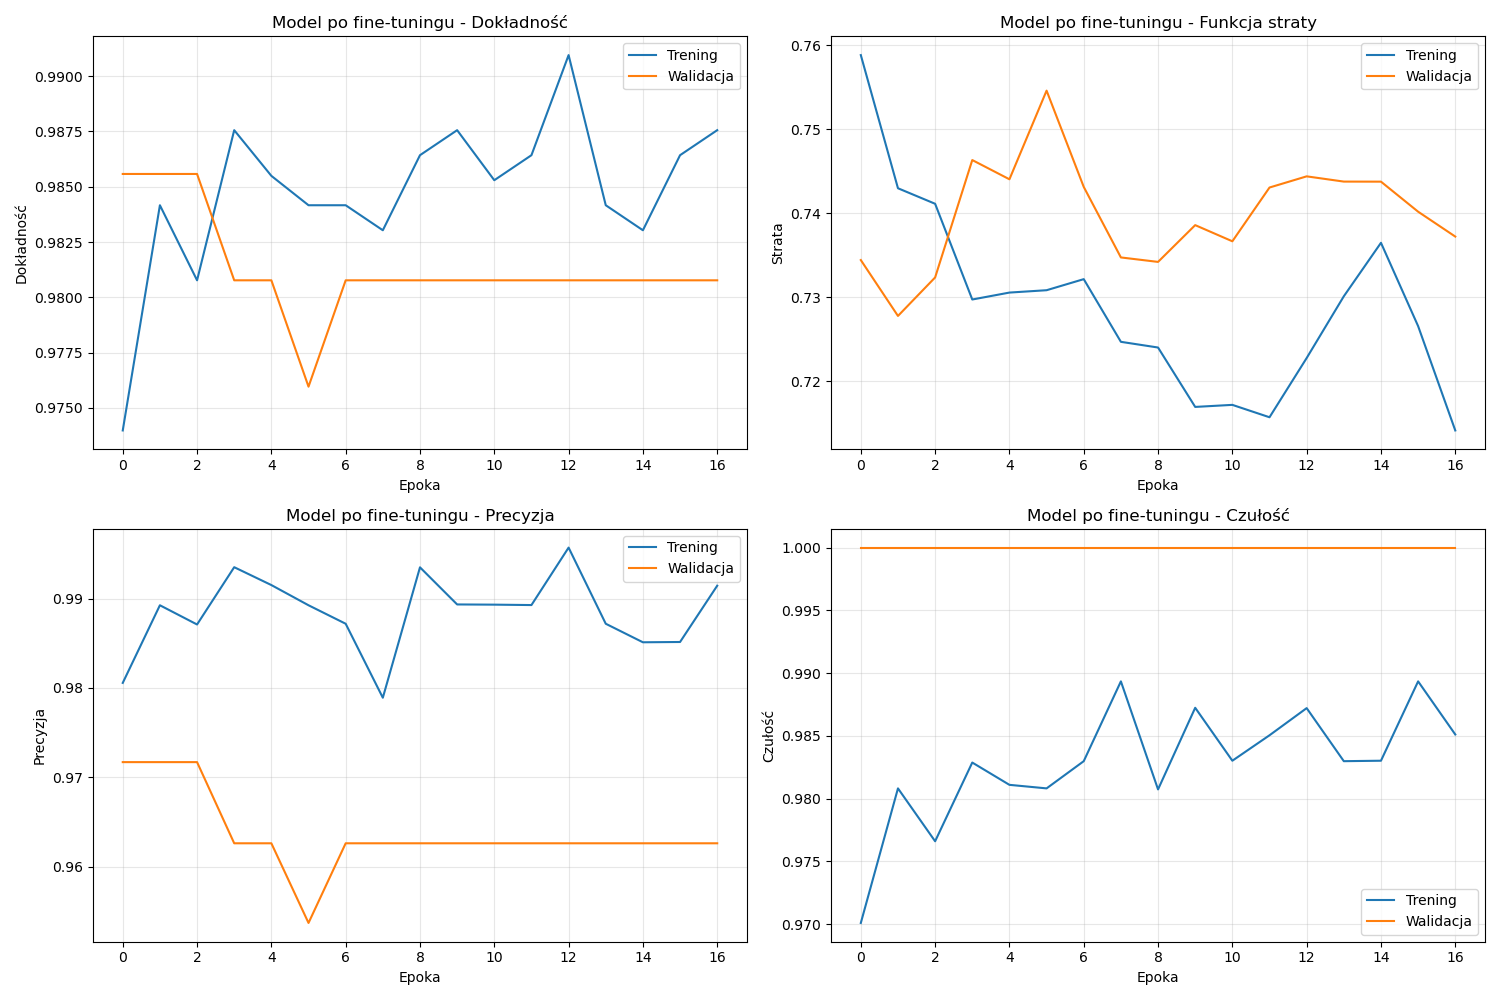 Model po fine-tuningu - Dokładność
Dokładność
0.9900
0.9875
0.9850
0.9825
0.9800
0.9775
0.9750
Trening
Walidacja
0 2 4 6 8 10 12 14 16
Epoka
Model po fine-tuningu - Funkcja straty
Strata
0.76
0.75
0.74
0.73
0.72
Trening
Walidacja
0 2 4 6 8 10 12 14 16
Epoka
Model po fine-tuningu - Precyzja
Precyzja
0.99
0.98
0.97
0.96
Trening
Walidacja
0 2 4 6 8 10 12 14 16
Epoka
Model po fine-tuningu - Czułość
Czułość
1.000
0.995
0.990
0.985
0.980
0.975
0.970
Trening
Walidacja
0 2 4 6 8 10 12 14 16
Epoka